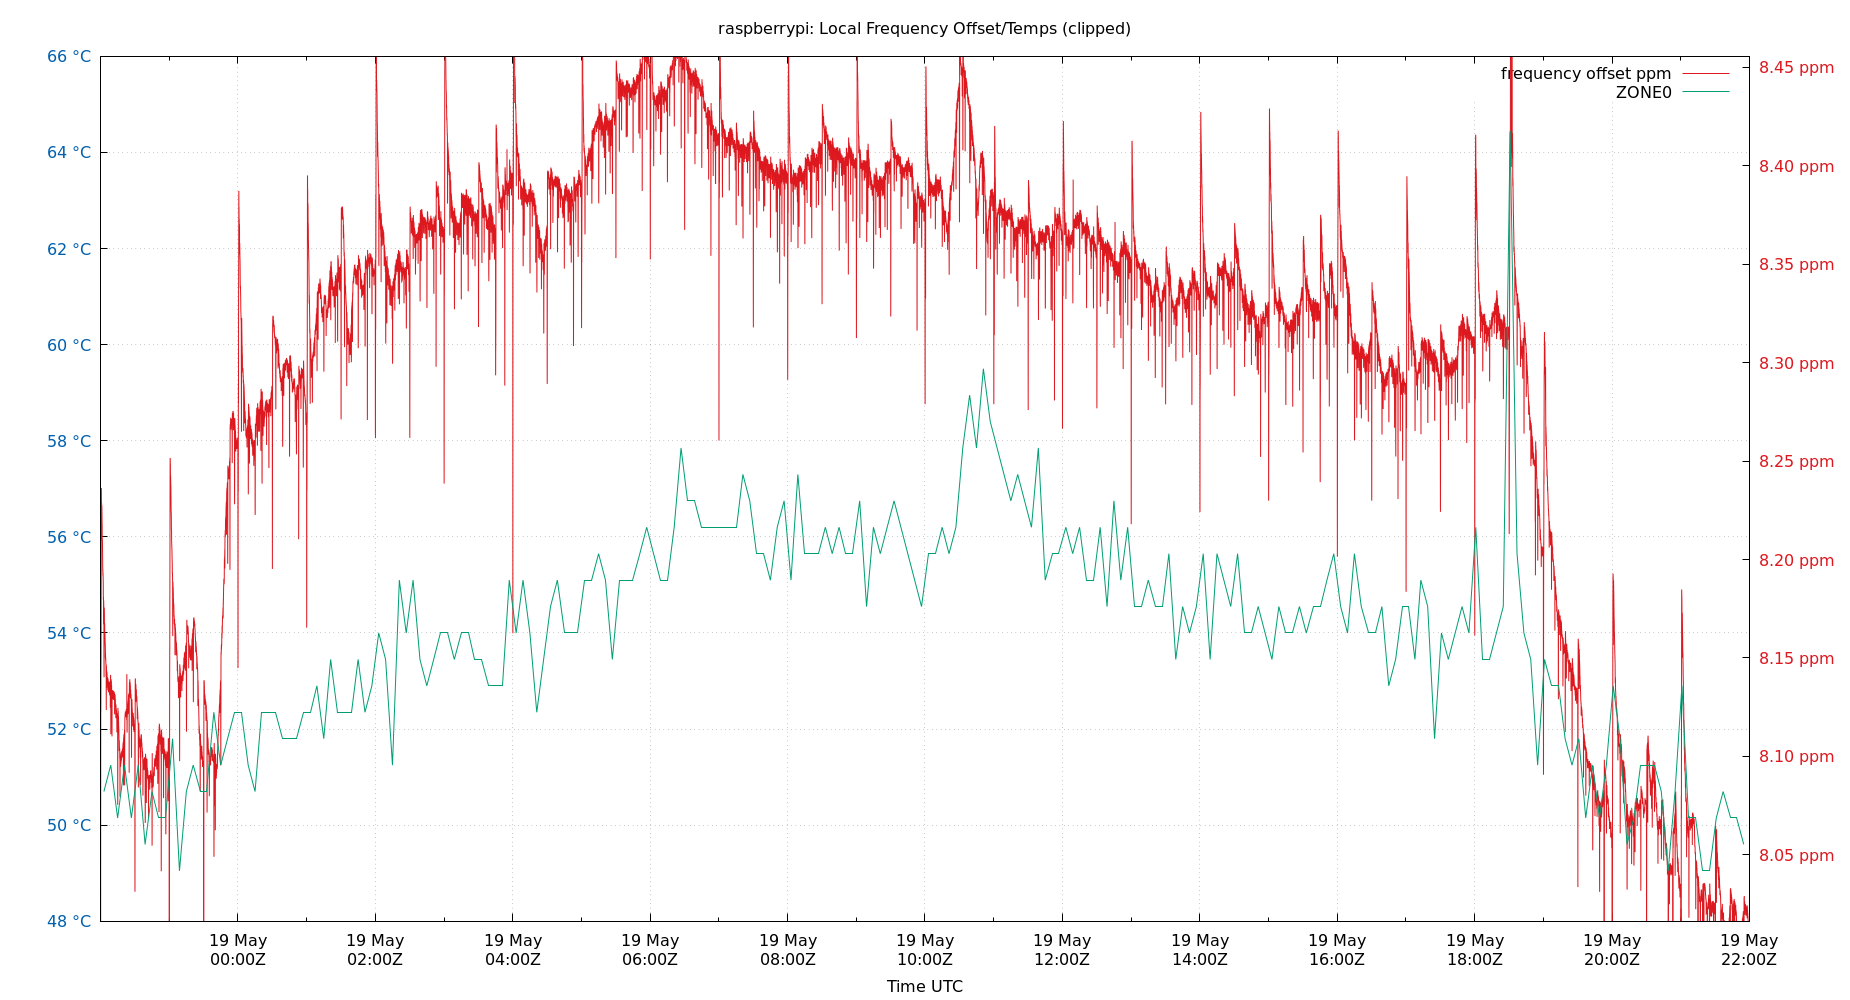 raspberrypi: Local Frequency Offset/Temps (clipped)
66 °C
64 °C
62 °C
60 °C
58 °C
56 °C
54 °C
52 °C
50 °C
48 °C
frequency offset ppm
ZONE0
8.45 ppm
8.40 ppm
8.35 ppm
8.30 ppm
8.25 ppm
8.20 ppm
8.15 ppm
8.10 ppm
8.05 ppm
19 May 19 May 19 May 19 May 19 May 19 May 19 May 19 May 19 May 19 May 19 May 19 May
00:00Z 02:00Z 04:00Z 06:00Z 08:00Z 10:00Z 12:00Z 14:00Z 16:00Z 18:00Z 20:00Z 22:00Z
Time UTC